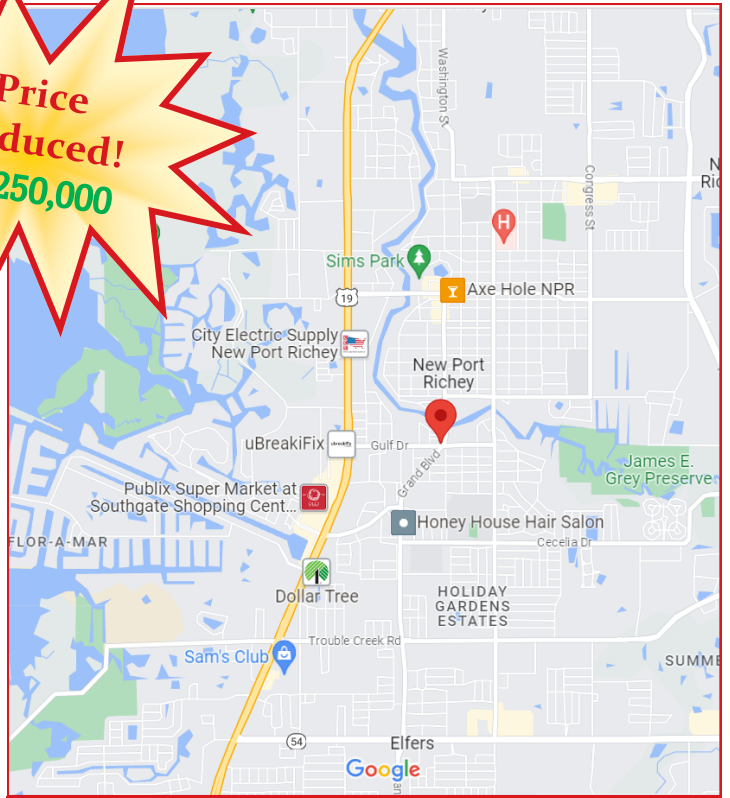 Price
duced!
250,000
Washington St
Congress St
N
Ric
H
Sims Park
Axe Hole NPR
19
City Electric Supply
New Port Richey
New Port
Richey
uBreakiFix
uBreakiFix
Gulf Dr
Grand Blvd
James E.
Grey Preserve
Publix Super Market at
Southgate Shopping Cent...
Honey House Hair Salon
FLOR-A-MAR
Cecelia Dr
Dollar Tree
HOLIDAY
GARDENS
ESTATES
Trouble Creek Rd
Sam's Club
SUMME
54
Elfers
Google
an